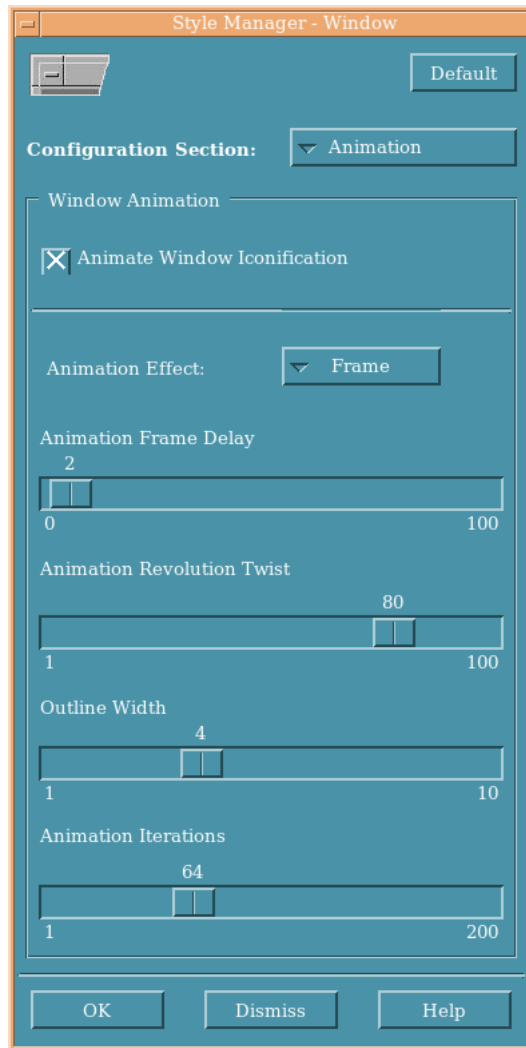 Style Manager - Window
Default
Configuration Section: Animation
Window Animation
Animate Window Iconification
Animation Effect: Frame
Animation Frame Delay
2
0 100
Animation Revolution Twist
80
1 100
Outline Width
4
1 10
Animation Iterations
64
1 200
OK Dismiss Help